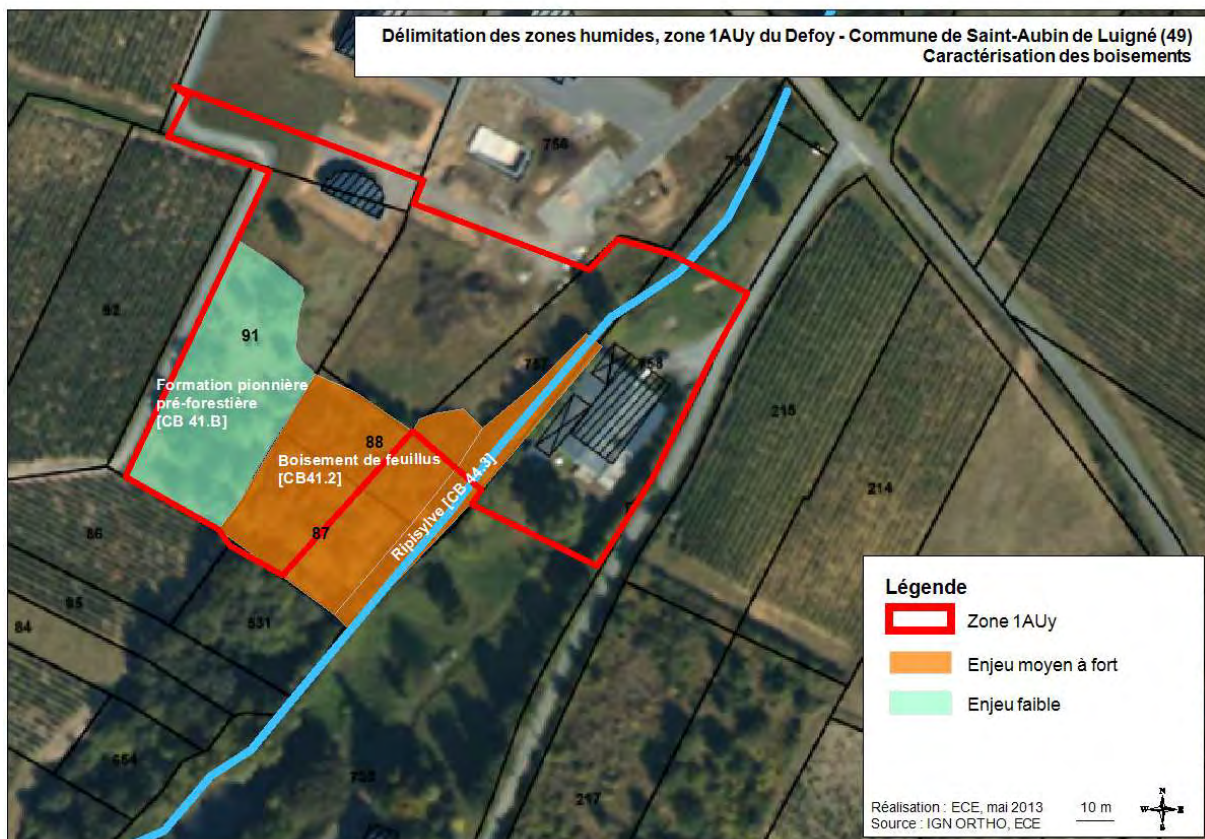 Délimitation des zones humides, zone 1AUy du Defoy - Commune de Saint-Aubin de Luigné (49)
Caractérisation des boisements
756
92
91
Formation pionnière
pré-forestière
[CB 41.B]
88
Boisement de feuillus
[CB41.2]
87
Ripisylve [CB 44.3]
215
214
86
85
84
531
217
Légende
Zone 1AUy
Enjeu moyen à fort
Enjeu faible
Réalisation : ECE, mai 2013
Source : IGN ORTHO, ECE
10 m
N
W
E
S